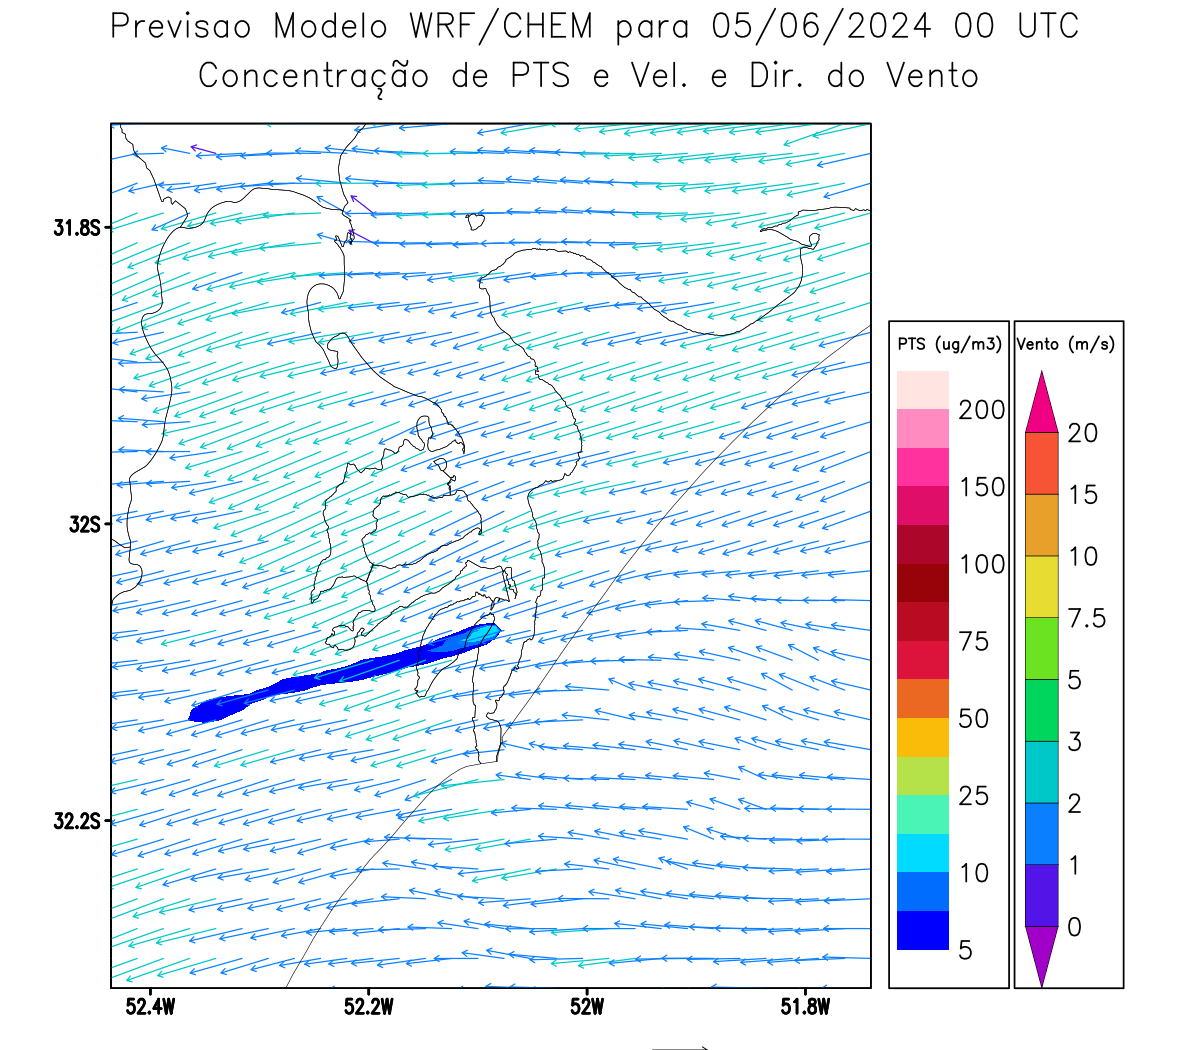 Previsao Modelo WRF/CHEM para 05/06/2024 00 UTC
Concentração de PTS e Vel. e Dir. do Vento
31.8S
32S
32.2S
52.4W
52.2W
52W
51.8W
PTS (ug/m3)
200
150
100
75
50
25
10
5
Vento (m/s)
20
15
10
7.5
5
3
2
1
0